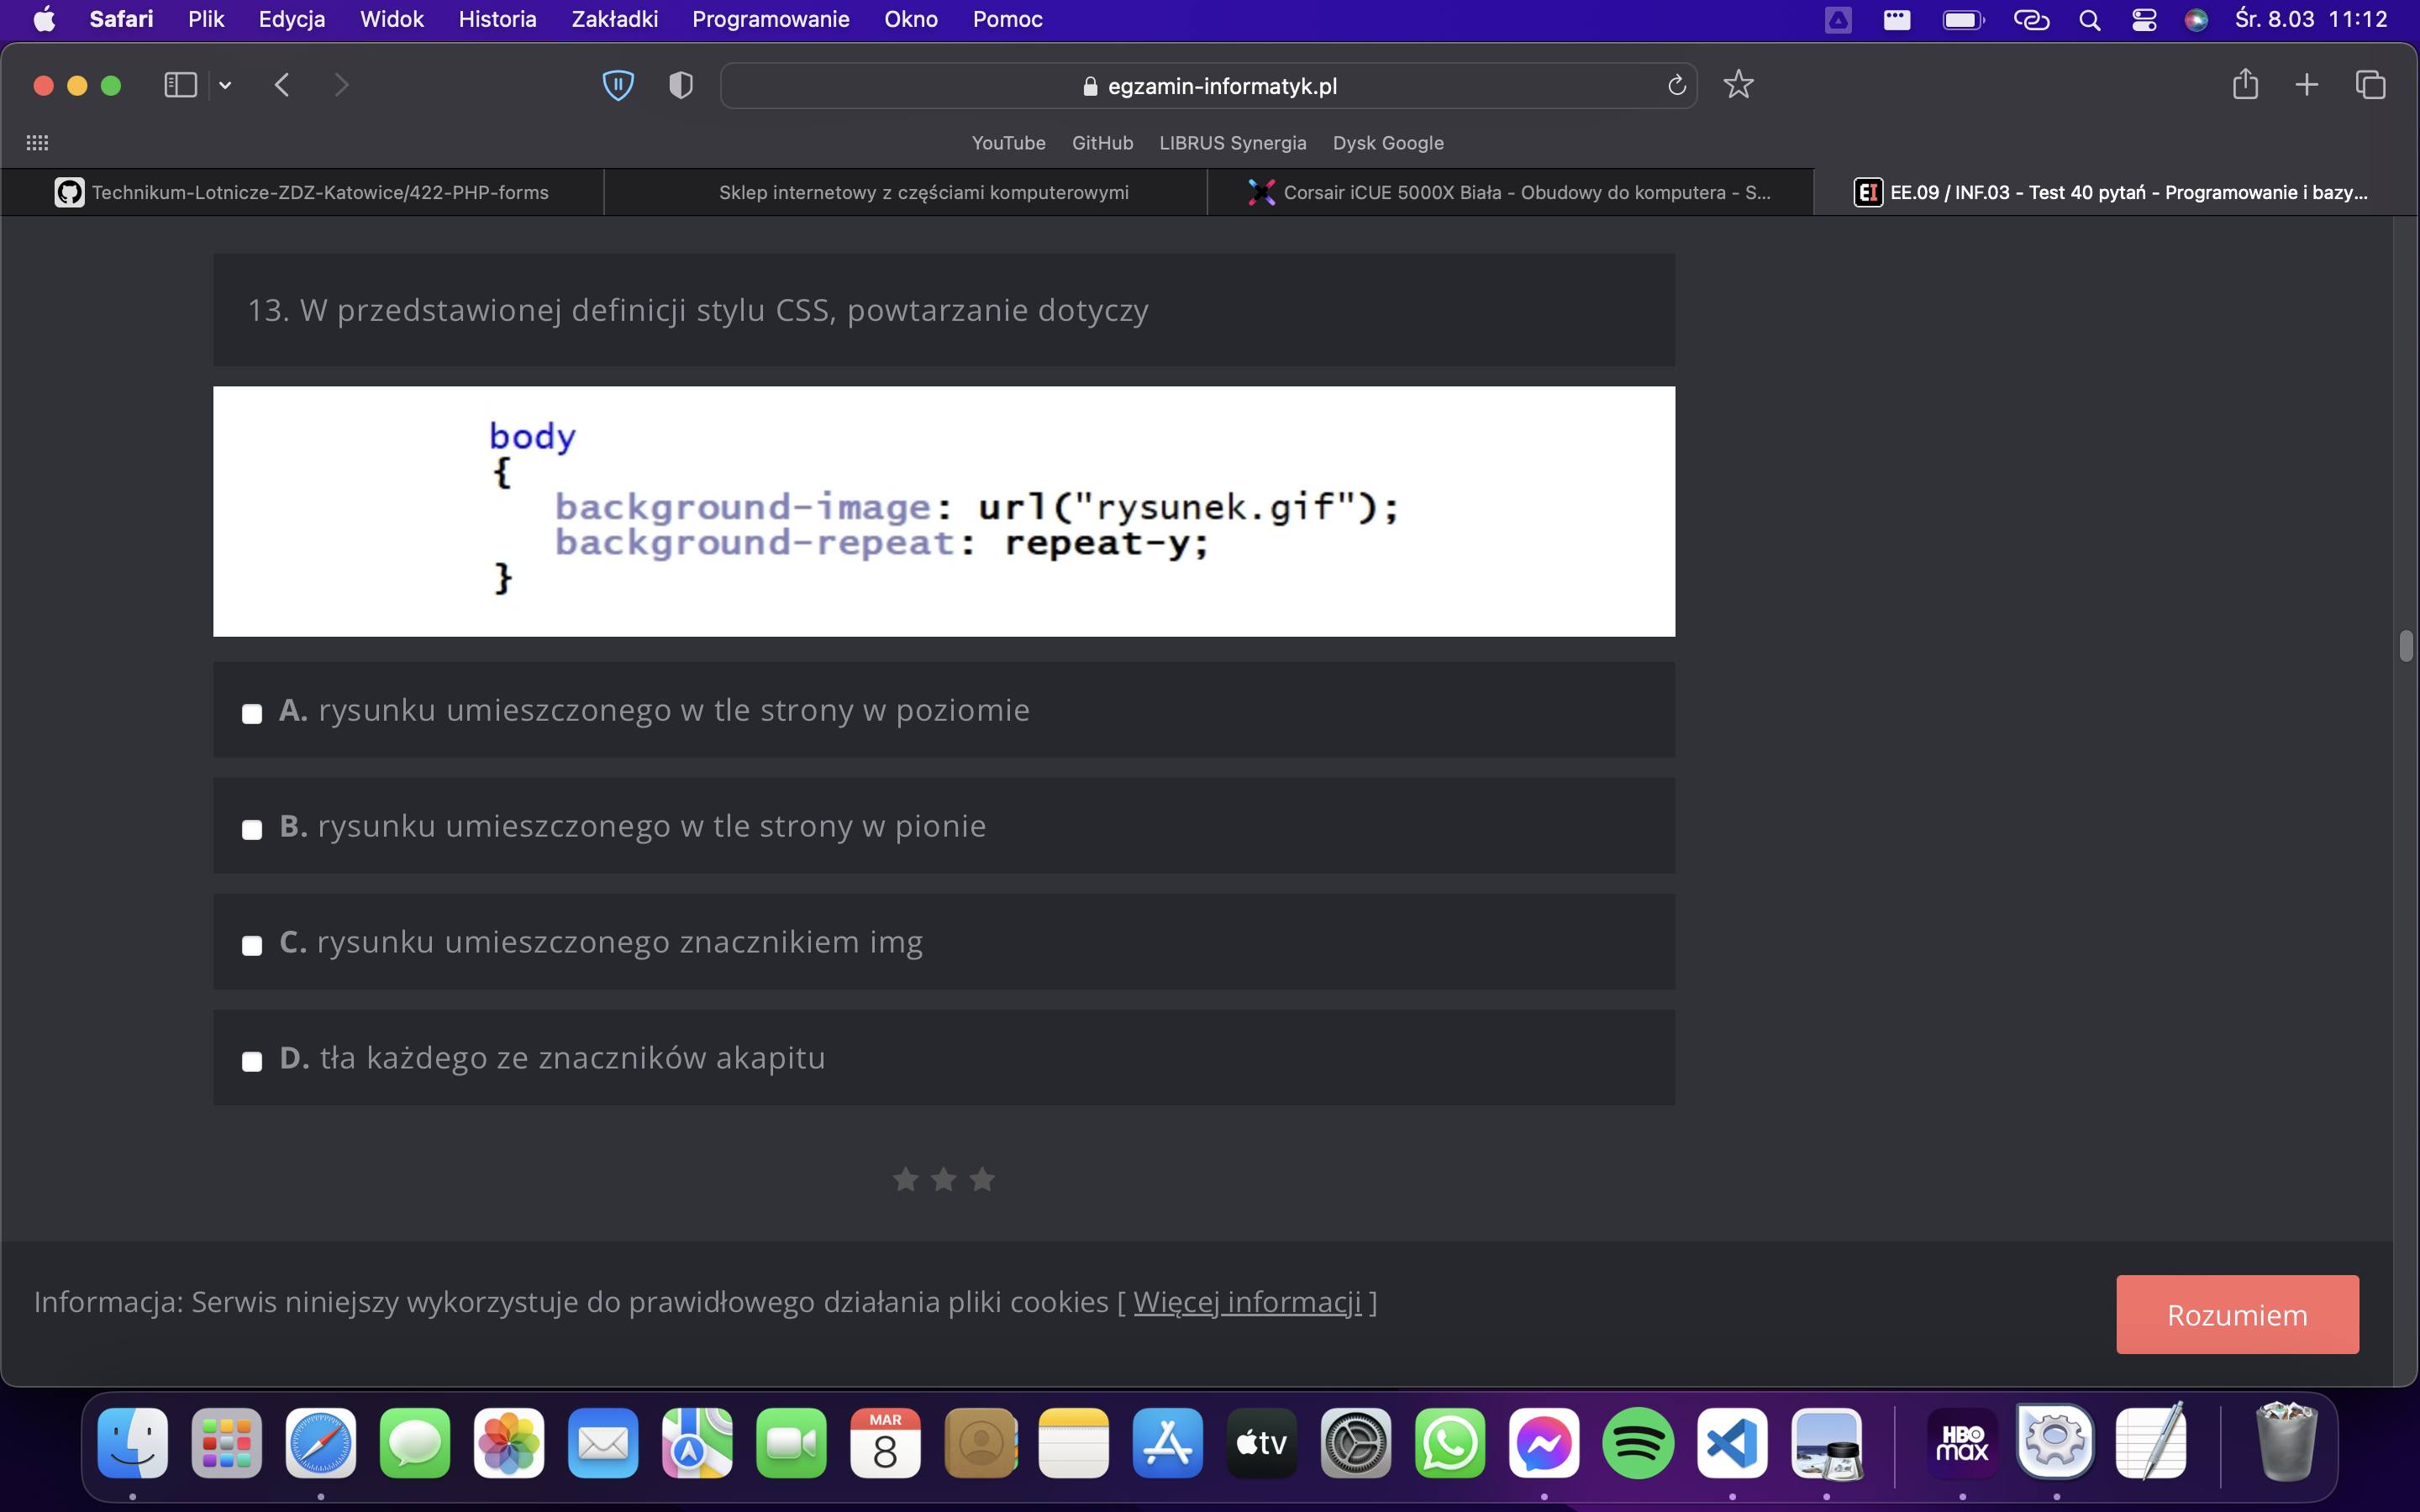 Safari Plik Edycja Widok Historia Zakładki Programowanie Okno Pomoc Śr. 8.03 11:12
egzamin-informatyk.pl
YouTube GitHub LIBRUS Synergia Dysk Google
Technikum-Lotnicze-ZDZ-Katowice/422-PHP-forms
Sklep internetowy z częściami komputerowymi
Corsair iCUE 5000X Biała - Obudowy do komputera - S...
EI EE.09 / INF.03 - Test 40 pytań - Programowanie i bazy...
13. W przedstawionej definicji stylu CSS, powtarzanie dotyczy
body
{
background-image: url("rysunek.gif");
background-repeat: repeat-y;
}
A. rysunku umieszczonego w tle strony w poziomie
B. rysunku umieszczonego w tle strony w pionie
C. rysunku umieszczonego znacznikiem img
D. tła każdego ze znaczników akapitu
Informacja: Serwis niniejszy wykorzystuje do prawidłowego działania pliki cookies [ Więcej informacji ]
Rozumiem
MAR
8
tv
HBO
max